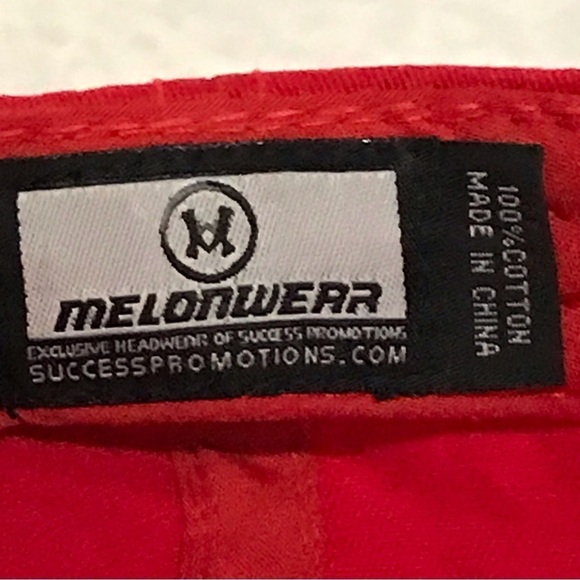 MELONWEAR
EXCLUSIVE HEADWEAR OF SUCCESS PROMOTIONS
SUCCESSPROMOTIONS.COM
100%COTTON
MADE IN CHINA